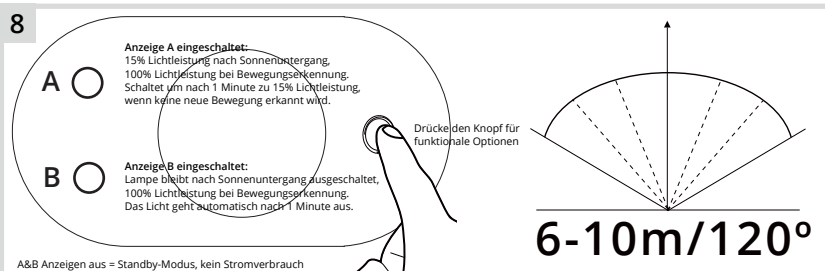 8
A
Anzeige A eingeschaltet:
15% Lichtleistung nach Sonnenuntergang,
100% Lichtleistung bei Bewegungserkennung.
Schaltet um nach 1 Minute zu 15% Lichtleistung,
wenn keine neue Bewegung erkannt wird.
Drücke den Knopf für
funktionale Optionen
B
Anzeige B eingeschaltet:
Lampe bleibt nach Sonnenuntergang ausgeschaltet,
100% Lichtleistung bei Bewegungserkennung.
Das Licht geht automatisch nach 1 Minute aus.
A&B Anzeigen aus = Standby-Modus, kein Stromverbrauch
6-10m/120º